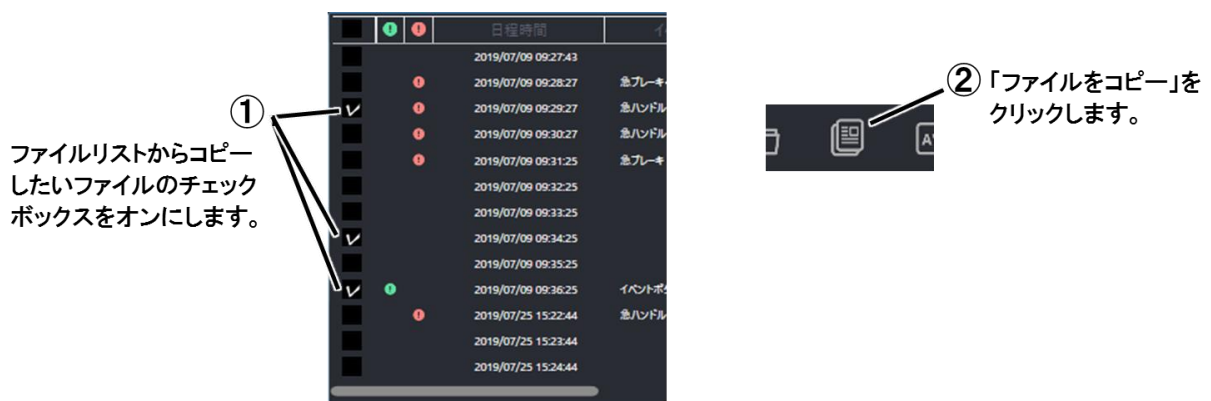 日程時間
2019/07/09 09:27:43
2019/07/09 09:28:27 急ブレーキ
2019/07/09 09:29:27 急ハンドル
2019/07/09 09:30:27 急ハンドル
2019/07/09 09:31:25 急ブレーキ
2019/07/09 09:32:25
2019/07/09 09:33:25
2019/07/09 09:34:25
2019/07/09 09:35:25
2019/07/09 09:36:25 イベントボタ
2019/07/25 15:22:44 急ハンドル
2019/07/25 15:23:44
2019/07/25 15:24:44
①
ファイルリストからコピー
したいファイルのチェック
ボックスをオンにします。
②「ファイルをコピー」を
クリックします。
A